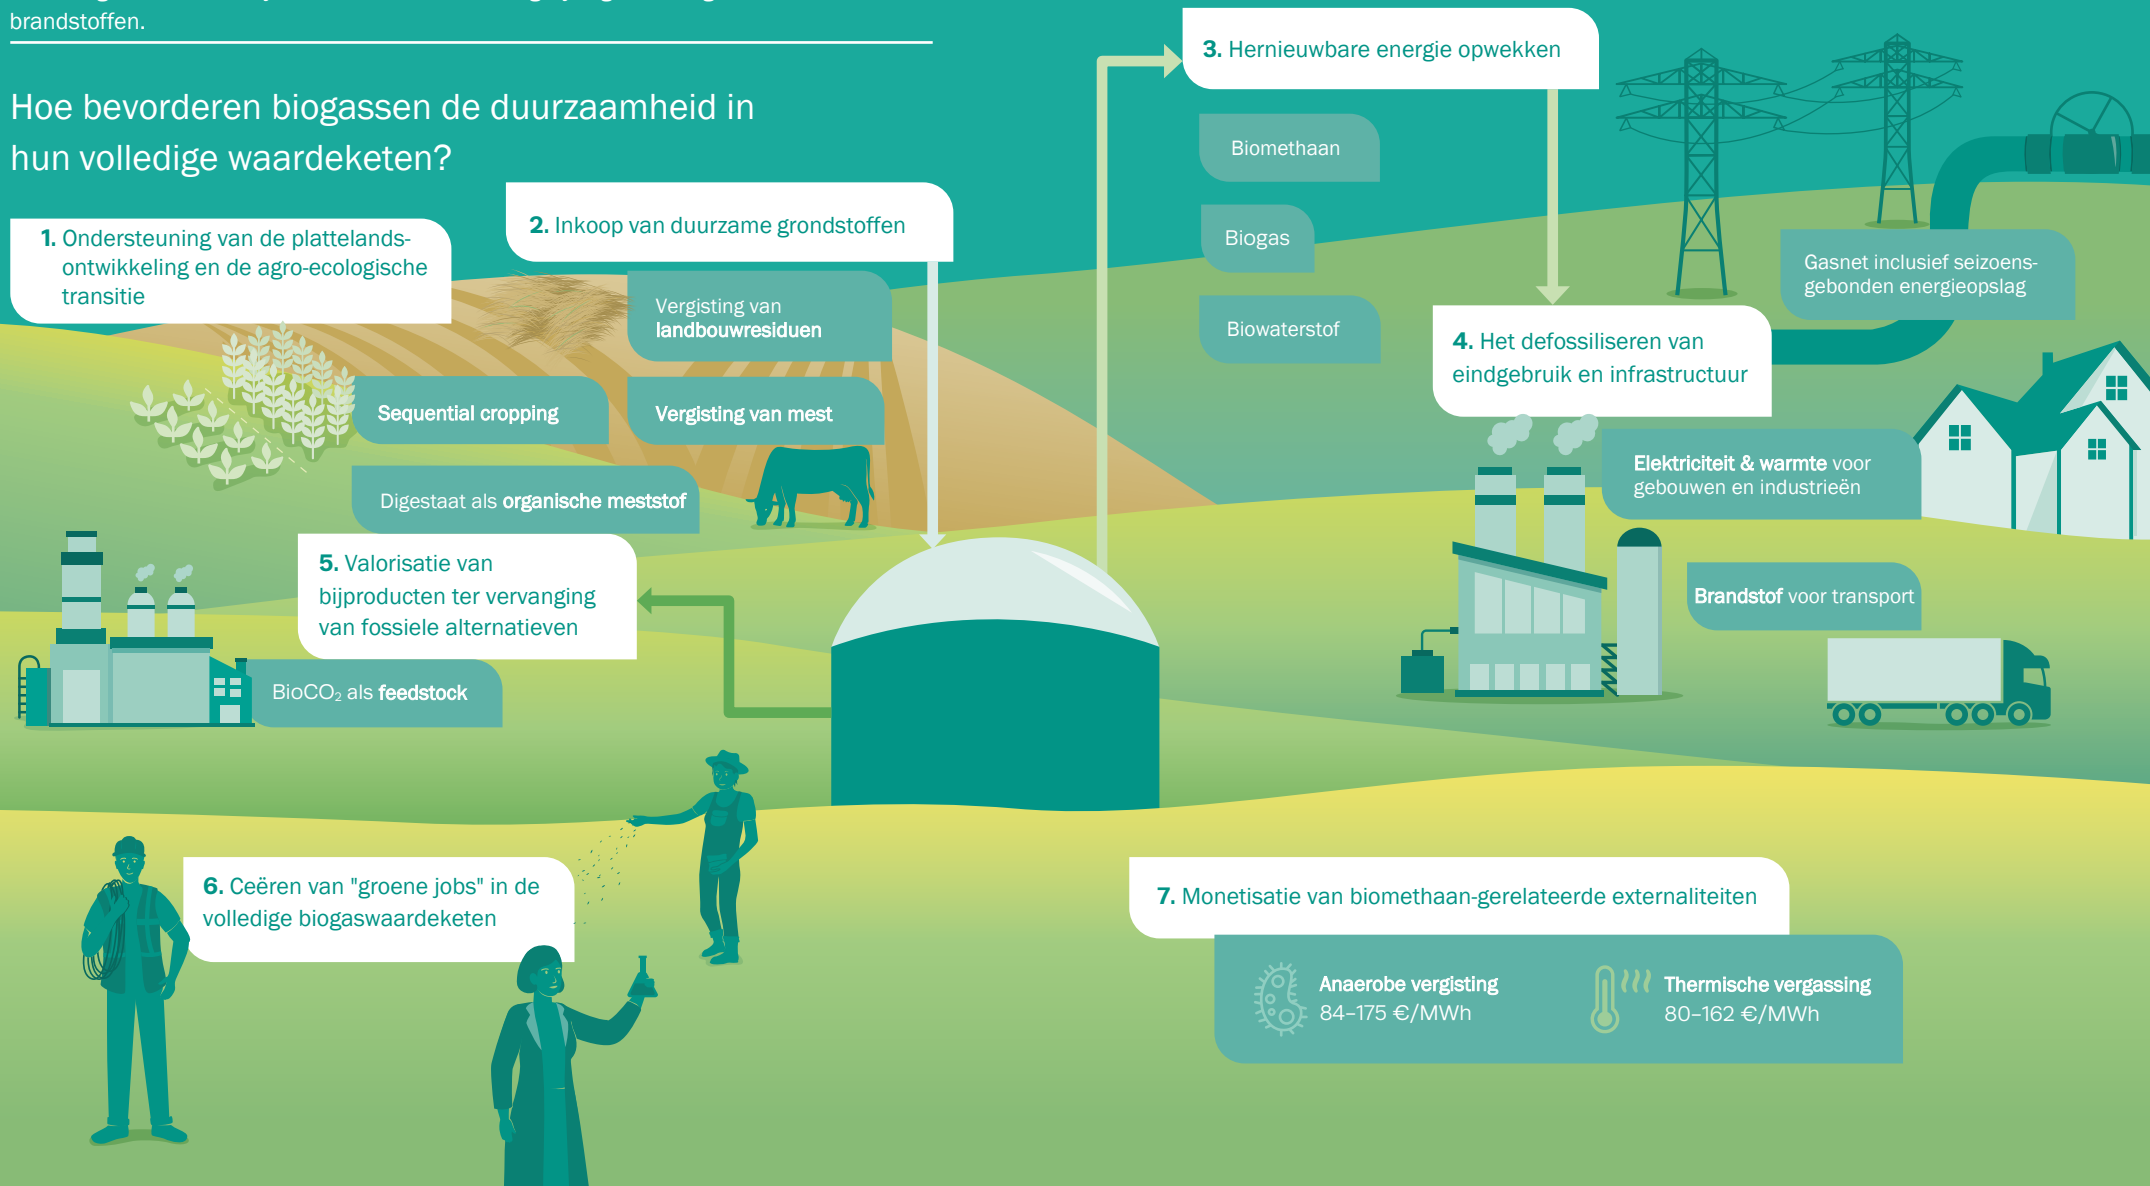 brandstoffen.
Hoe bevorderen biogassen de duurzaamheid in
hun volledige waardeketen?
1. Ondersteuning van de plattelands-
ontwikkeling en de agro-ecologische
transitie
2. Inkoop van duurzame grondstoffen
Vergisting van
landbouwresiduen
Sequential cropping
Vergisting van mest
Digestaat als organische meststof
3. Hernieuwbare energie opwekken
Biomethaan
Biogas
Biowaterstof
4. Het defossiliseren van
eindgebruik en infrastructuur
Gasnet inclusief seizoens-
gebonden energieopslag
Elektriciteit & warmte voor
gebouwen en industrieën
Brandstof voor transport
5. Valorisatie van
bijproducten ter vervanging
van fossiele alternatieven
BioCO₂ als feedstock
6. Ceëren van "groene jobs" in de
volledige biogaswaardeketen
7. Monetisatie van biomethaan-gerelateerde externaliteiten
Anaerobe vergisting
84–175 €/MWh
Thermische vergassing
80–162 €/MWh